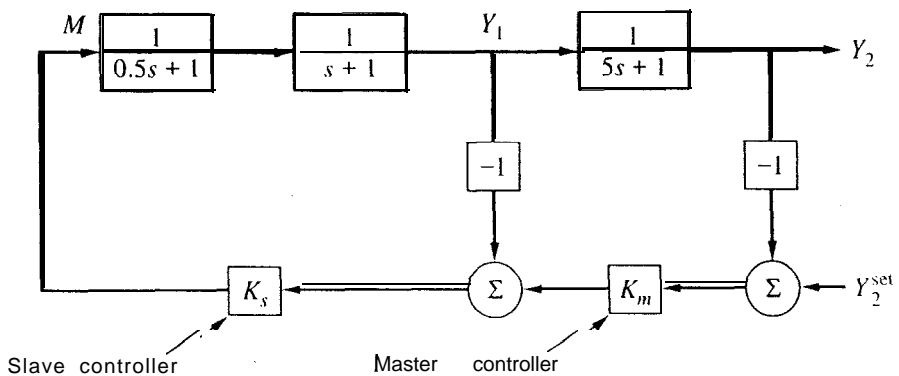 M
1
0.5s + 1
1
s + 1
Y₁
1
5s + 1
Y₂
−1
−1
Kₛ
Σ
Kₘ
Σ
Y₂ˢᵉᵗ
Slave controller
Master controller